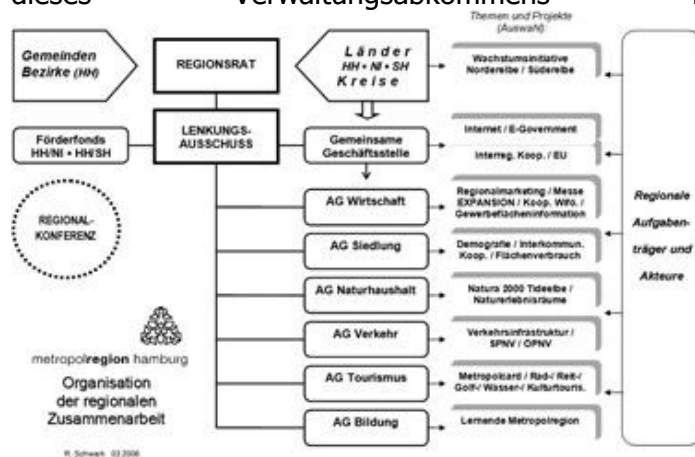 dieses Verwaltungsabkommens
Themen und Projekte
(Auswahl)
Gemeinden
Bezirke (HH)
REGIONSRAT
Länder
HH • NI • SH
Kreise
Wachstumsinitiative
Norderelbe / Süderelbe
Förderfonds
HH/NI • HH/SH
LENKUNGS-
AUSSCHUSS
Gemeinsame
Geschäftsstelle
Internet / E-Government
Interreg. Koop. / EU
REGIONAL-
KONFERENZ
AG Wirtschaft
Regionalmarketing / Messe
EXPANSION / Koop. Wifo. /
Gewerbeflächeninformation
AG Siedlung
Demografie / Interkommun.
Koop. / Flächenverbrauch
AG Naturhaushalt
Natura 2000 Tideelbe /
Naturerlebnisräume
AG Verkehr
Verkehrsinfrastruktur /
SPNV / ÖPNV
AG Tourismus
Metropolcard / Rad-/ Reit-/
Golf-/ Wasser-/ Kulturtouris.
AG Bildung
Lernende Metropolregion
Regionale
Aufgaben-
träger und
Akteure
metropolregion hamburg
Organisation
der regionalen
Zusammenarbeit
R. Schwark 03.2006